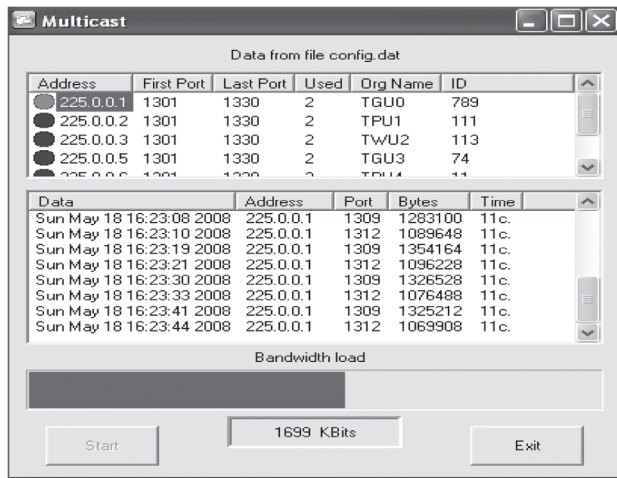 Multicast
Data from file config.dat
Address First Port Last Port Used Org Name ID
225.0.0.1 1301 1330 2 TGU0 789
225.0.0.2 1301 1330 2 TPU1 111
225.0.0.3 1301 1330 2 TWU2 113
225.0.0.5 1301 1330 2 TGU3 74
Data Address Port Bytes Time
Sun May 18 16:23:08 2008 225.0.0.1 1309 1283100 11c.
Sun May 18 16:23:10 2008 225.0.0.1 1312 1089648 11c.
Sun May 18 16:23:19 2008 225.0.0.1 1309 1354164 11c.
Sun May 18 16:23:21 2008 225.0.0.1 1312 1096228 11c.
Sun May 18 16:23:30 2008 225.0.0.1 1309 1326528 11c.
Sun May 18 16:23:33 2008 225.0.0.1 1312 1076488 11c.
Sun May 18 16:23:41 2008 225.0.0.1 1309 1325212 11c.
Sun May 18 16:23:44 2008 225.0.0.1 1312 1069908 11c.
Bandwidth load
Start 1699 KBits Exit